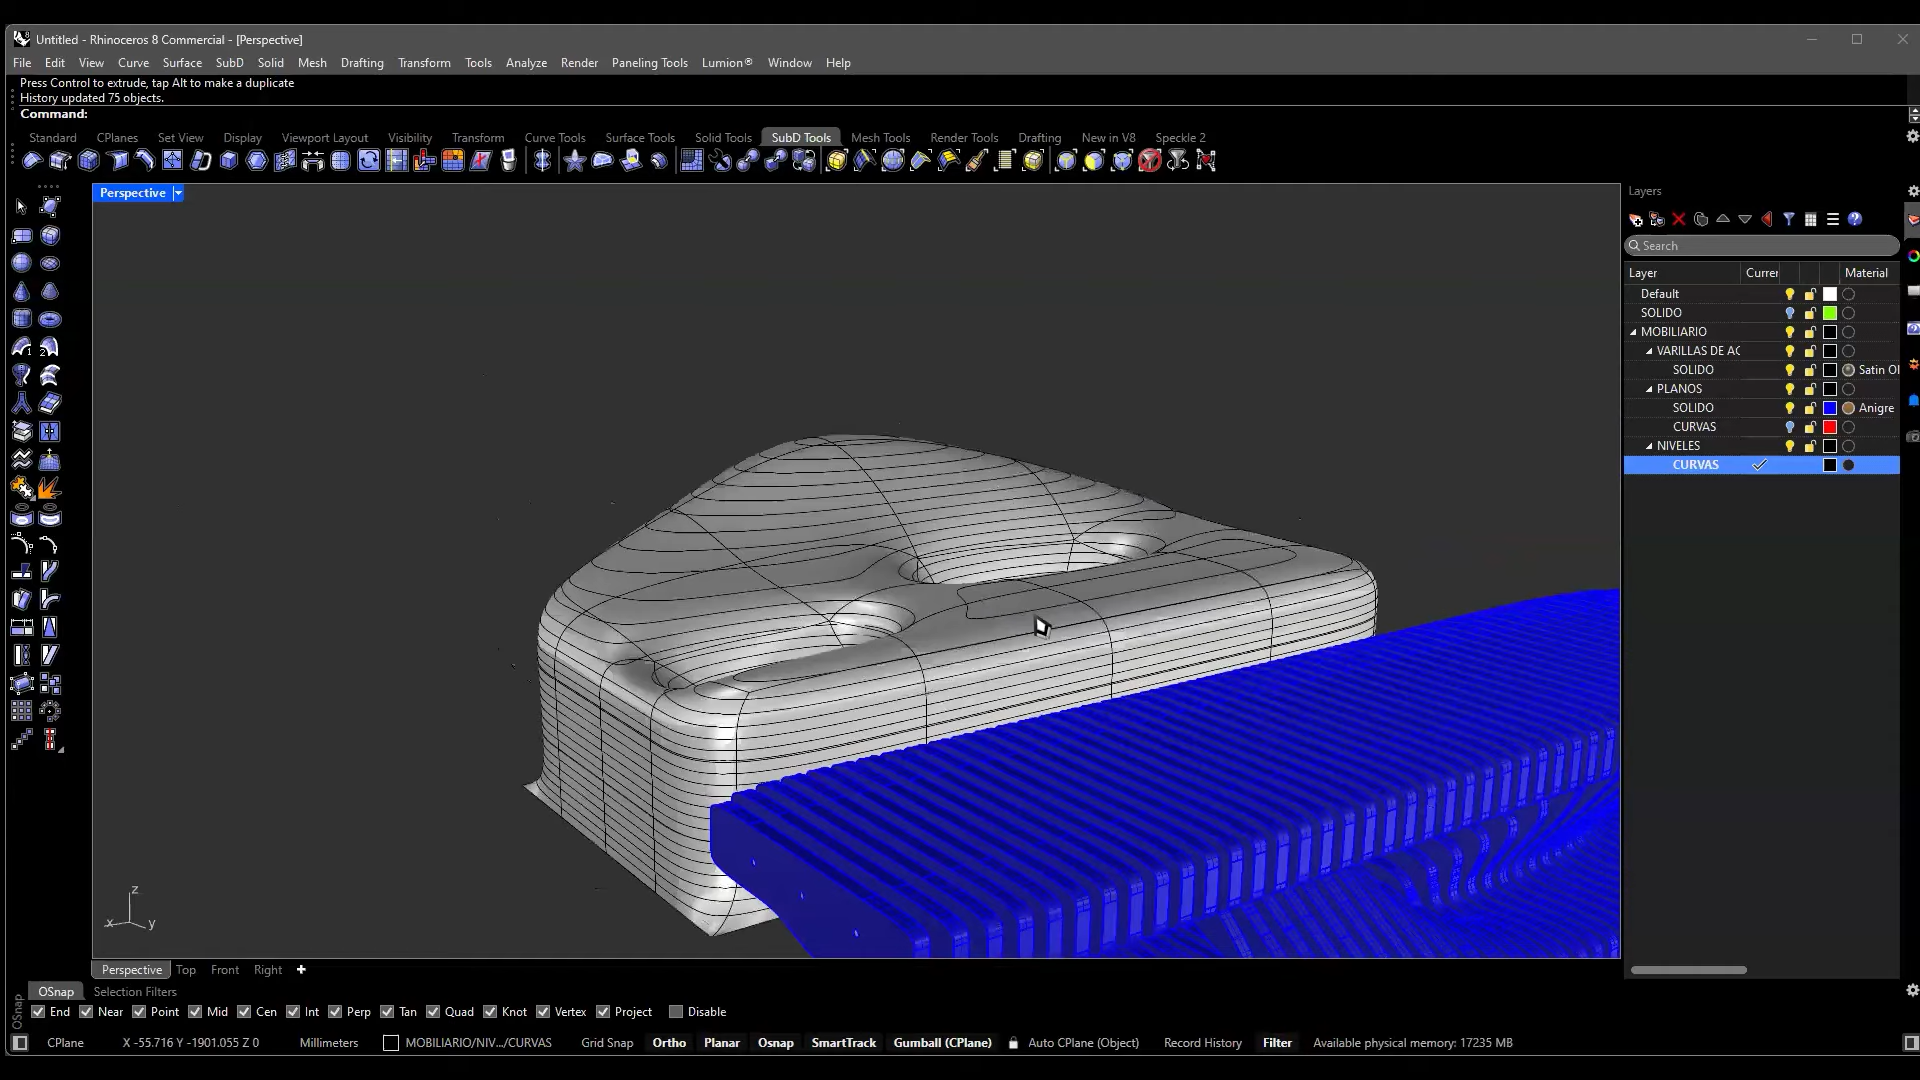 Untitled - Rhinoceros 8 Commercial - [Perspective]
File Edit View Curve Surface SubD Solid Mesh Drafting Transform Tools Analyze Render Paneling Tools Lumion® Window Help
Press Control to extrude, tap Alt to make a duplicate
History updated 75 objects.
Command:
Standard CPlanes Set View Display Viewport Layout Visibility Transform Curve Tools Surface Tools Solid Tools SubD Tools Mesh Tools Render Tools Drafting New in V8 Speckle 2
Perspective
Layers
Search
Layer Currer Material
Default
SOLIDO
MOBILIARIO
VARILLAS DE AC
SOLIDO Satin Ol
PLANOS
SOLIDO Anigre
CURVAS
NIVELES
CURVAS
z
x y
Perspective Top Front Right
OSnap Selection Filters
OSnap
End Near Point Mid Cen Int Perp Tan Quad Knot Vertex Project Disable
CPlane X -55.716 Y -1901.055 Z 0 Millimeters MOBILIARIO/NIV.../CURVAS Grid Snap Ortho Planar Osnap SmartTrack Gumball (CPlane) Auto CPlane (Object) Record History Filter Available physical memory: 17235 MB